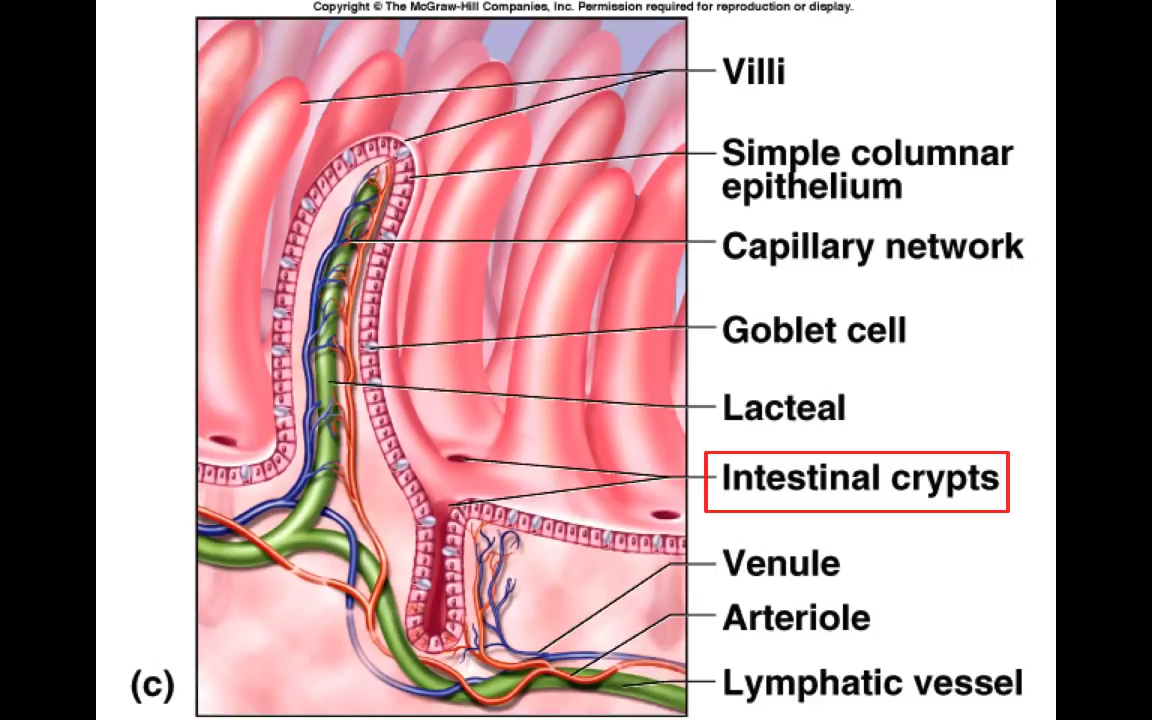 Copyright © The McGraw-Hill Companies, Inc. Permission required for reproduction or display.
Villi
Simple columnar
epithelium
Capillary network
Goblet cell
Lacteal
Intestinal crypts
Venule
Arteriole
(c)
Lymphatic vessel